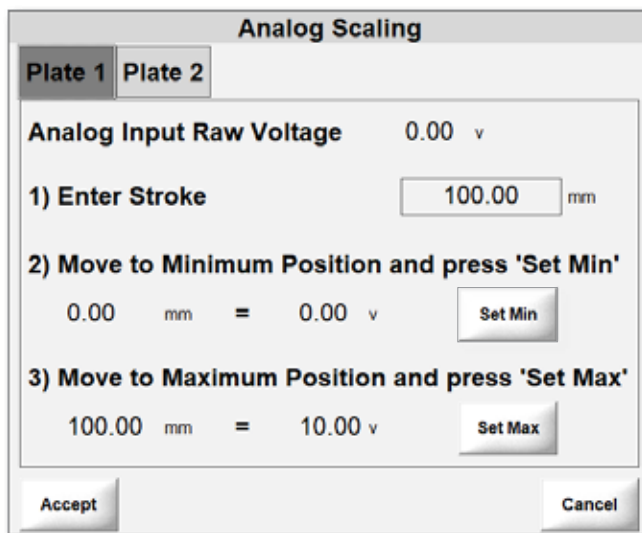 Analog Scaling
Plate 1 Plate 2
Analog Input Raw Voltage 0.00 v
1) Enter Stroke 100.00 mm
2) Move to Minimum Position and press 'Set Min'
0.00 mm = 0.00 v Set Min
3) Move to Maximum Position and press 'Set Max'
100.00 mm = 10.00 v Set Max
Accept Cancel